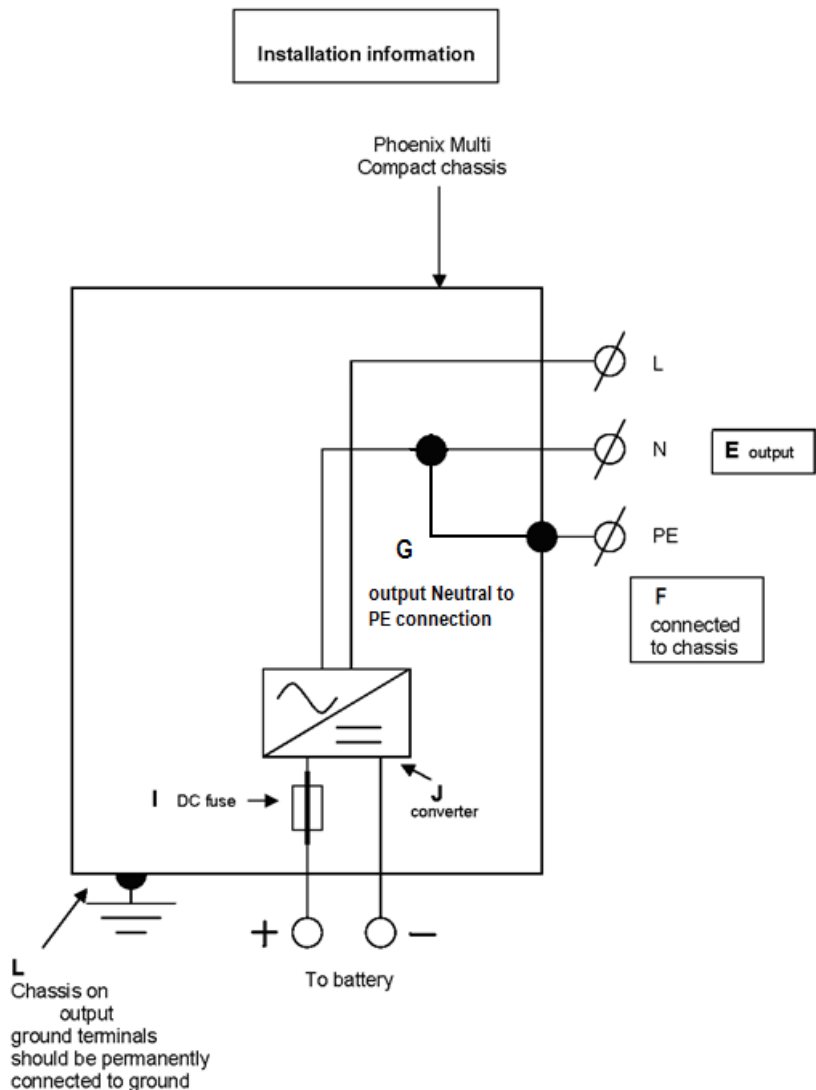 Installation information
Phoenix Multi
Compact chassis
L
N
E output
PE
G
output Neutral to
PE connection
F
connected
to chassis
I DC fuse
J
converter
+
−
To battery
L
Chassis on
output
ground terminals
should be permanently
connected to ground